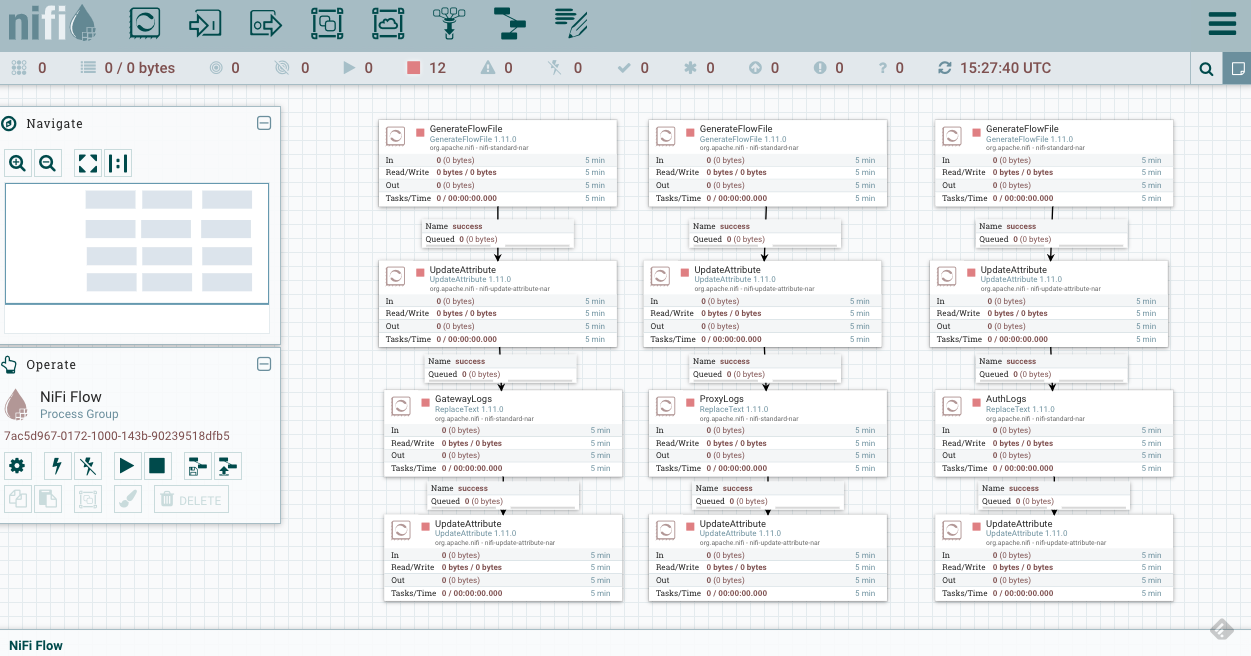 nifi
0 0 / 0 bytes 0 0 0 12 0 0 0 0 0 0 ? 0 15:27:40 UTC
Navigate
Operate
NiFi Flow
Process Group
7ac5d967-0172-1000-143b-90239518dfb5
DELETE
GenerateFlowFile
GenerateFlowFile 1.11.0
org.apache.nifi - nifi-standard-nar
In 0 (0 bytes) 5 min
Read/Write 0 bytes / 0 bytes 5 min
Out 0 (0 bytes) 5 min
Tasks/Time 0 / 00:00:00.000 5 min
Name success
Queued 0 (0 bytes)
UpdateAttribute
UpdateAttribute 1.11.0
org.apache.nifi - nifi-update-attribute-nar
In 0 (0 bytes) 5 min
Read/Write 0 bytes / 0 bytes 5 min
Out 0 (0 bytes) 5 min
Tasks/Time 0 / 00:00:00.000 5 min
Name success
Queued 0 (0 bytes)
GatewayLogs
ReplaceText 1.11.0
org.apache.nifi - nifi-standard-nar
In 0 (0 bytes) 5 min
Read/Write 0 bytes / 0 bytes 5 min
Out 0 (0 bytes) 5 min
Tasks/Time 0 / 00:00:00.000 5 min
Name success
Queued 0 (0 bytes)
UpdateAttribute
UpdateAttribute 1.11.0
org.apache.nifi - nifi-update-attribute-nar
In 0 (0 bytes) 5 min
Read/Write 0 bytes / 0 bytes 5 min
Out 0 (0 bytes) 5 min
Tasks/Time 0 / 00:00:00.000 5 min
GenerateFlowFile
GenerateFlowFile 1.11.0
org.apache.nifi - nifi-standard-nar
In 0 (0 bytes) 5 min
Read/Write 0 bytes / 0 bytes 5 min
Out 0 (0 bytes) 5 min
Tasks/Time 0 / 00:00:00.000 5 min
Name success
Queued 0 (0 bytes)
UpdateAttribute
UpdateAttribute 1.11.0
org.apache.nifi - nifi-update-attribute-nar
In 0 (0 bytes) 5 min
Read/Write 0 bytes / 0 bytes 5 min
Out 0 (0 bytes) 5 min
Tasks/Time 0 / 00:00:00.000 5 min
Name success
Queued 0 (0 bytes)
ProxyLogs
ReplaceText 1.11.0
org.apache.nifi - nifi-standard-nar
In 0 (0 bytes) 5 min
Read/Write 0 bytes / 0 bytes 5 min
Out 0 (0 bytes) 5 min
Tasks/Time 0 / 00:00:00.000 5 min
Name success
Queued 0 (0 bytes)
UpdateAttribute
UpdateAttribute 1.11.0
org.apache.nifi - nifi-update-attribute-nar
In 0 (0 bytes) 5 min
Read/Write 0 bytes / 0 bytes 5 min
Out 0 (0 bytes) 5 min
Tasks/Time 0 / 00:00:00.000 5 min
GenerateFlowFile
GenerateFlowFile 1.11.0
org.apache.nifi - nifi-standard-nar
In 0 (0 bytes) 5 min
Read/Write 0 bytes / 0 bytes 5 min
Out 0 (0 bytes) 5 min
Tasks/Time 0 / 00:00:00.000 5 min
Name success
Queued 0 (0 bytes)
UpdateAttribute
UpdateAttribute 1.11.0
org.apache.nifi - nifi-update-attribute-nar
In 0 (0 bytes) 5 min
Read/Write 0 bytes / 0 bytes 5 min
Out 0 (0 bytes) 5 min
Tasks/Time 0 / 00:00:00.000 5 min
Name success
Queued 0 (0 bytes)
AuthLogs
ReplaceText 1.11.0
org.apache.nifi - nifi-standard-nar
In 0 (0 bytes) 5 min
Read/Write 0 bytes / 0 bytes 5 min
Out 0 (0 bytes) 5 min
Tasks/Time 0 / 00:00:00.000 5 min
Name success
Queued 0 (0 bytes)
UpdateAttribute
UpdateAttribute 1.11.0
org.apache.nifi - nifi-update-attribute-nar
In 0 (0 bytes) 5 min
Read/Write 0 bytes / 0 bytes 5 min
Out 0 (0 bytes) 5 min
Tasks/Time 0 / 00:00:00.000 5 min
NiFi Flow